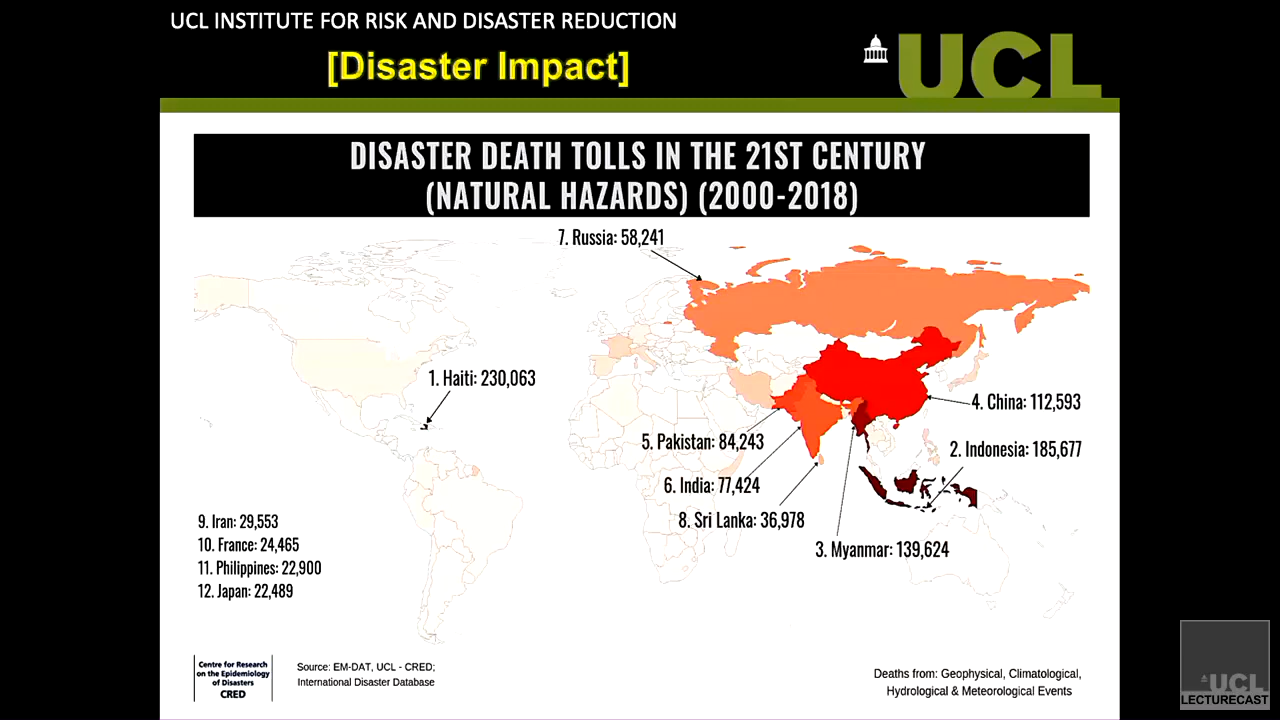 UCL INSTITUTE FOR RISK AND DISASTER REDUCTION
[Disaster Impact]
UCL
DISASTER DEATH TOLLS IN THE 21ST CENTURY
(NATURAL HAZARDS) (2000-2018)
7. Russia: 58,241
1. Haiti: 230,063
4. China: 112,593
5. Pakistan: 84,243
2. Indonesia: 185,677
6. India: 77,424
8. Sri Lanka: 36,978
3. Myanmar: 139,624
9. Iran: 29,553
10. France: 24,465
11. Philippines: 22,900
12. Japan: 22,489
Centre for Research
on the Epidemiology
of Disasters
CRED
Source: EM-DAT, UCL - CRED;
International Disaster Database
Deaths from: Geophysical, Climatological,
Hydrological & Meteorological Events
UCL
LECTURECAST